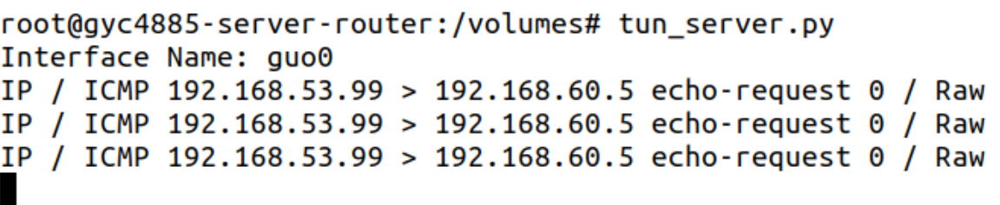 root@gyc4885-server-router:/volumes# tun_server.py
Interface Name: guo0
IP / ICMP 192.168.53.99 > 192.168.60.5 echo-request 0 / Raw
IP / ICMP 192.168.53.99 > 192.168.60.5 echo-request 0 / Raw
IP / ICMP 192.168.53.99 > 192.168.60.5 echo-request 0 / Raw